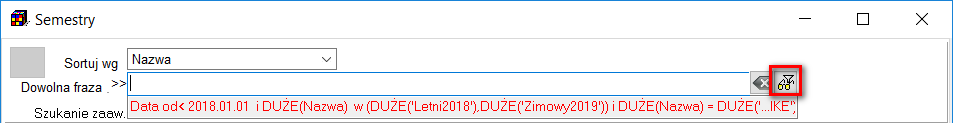 Semestry
Sortuj wg Nazwa
Dowolna fraza . >>
Szukanie zaaw. Data od< 2018.01.01 i DUŻE(Nazwa) w (DUŻE('Letni2018'),DUŻE('Zimowy2019')) i DUŻE(Nazwa) = DUŻE('...IKE',